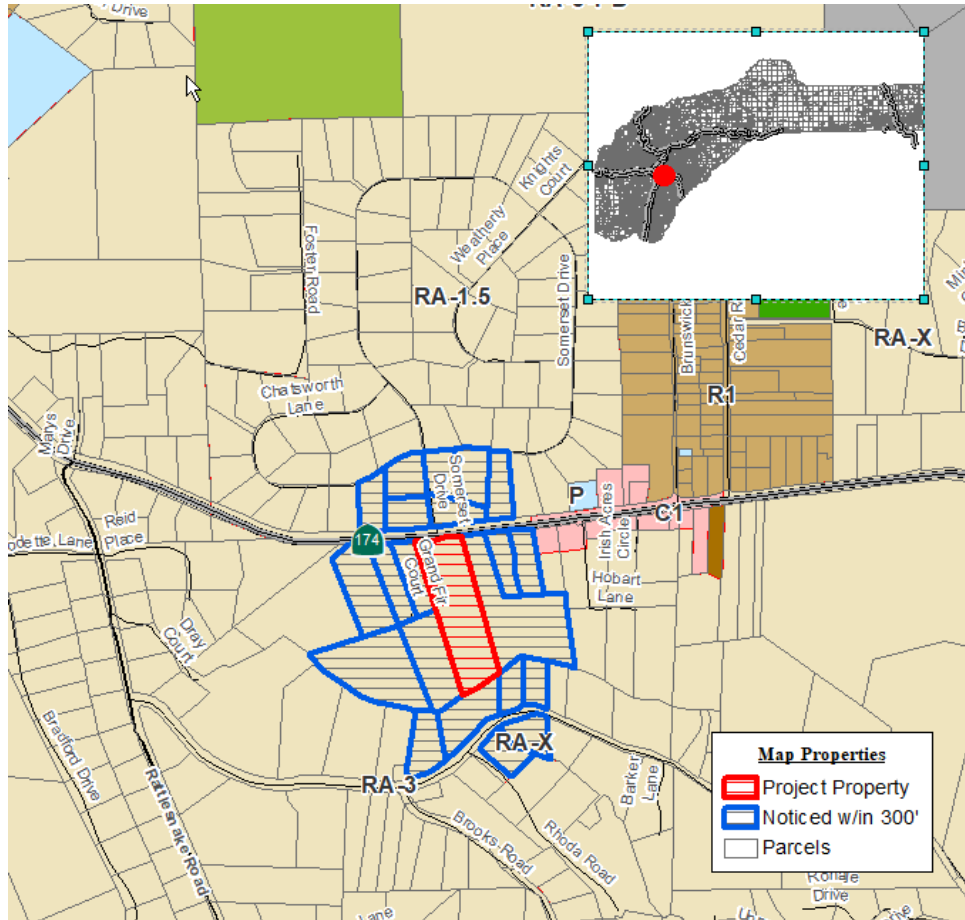 Drive
Knights
Court
Weatherly
Place
Foster Road
RA-1.5
Somerset Drive
Brunswick
Cedar R
RA-X
R1
Chatsworth
Lane
Marys
Drive
Somerset
Drive
P
C1
Irish Acres
Circle
174
Reid
Place
odette Lane
Grand Fir
Court
Hobart
Lane
Dray
Court
Bradford Drive
Rattlesnake Road
RA-X
RA-3
Barker
Lane
Brooks Road
Rhoda Road
Map Properties
Project Property
Noticed w/in 300'
Parcels
Drive
Lane